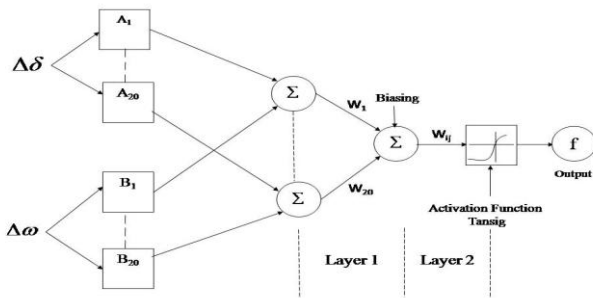 A₁
Δδ
A₂₀
Σ
W₁
Biasing
Σ
Wᵢⱼ
f
Output
B₁
Σ
W₂₀
Activation Function
Tansig
Δω
B₂₀
Layer 1
Layer 2